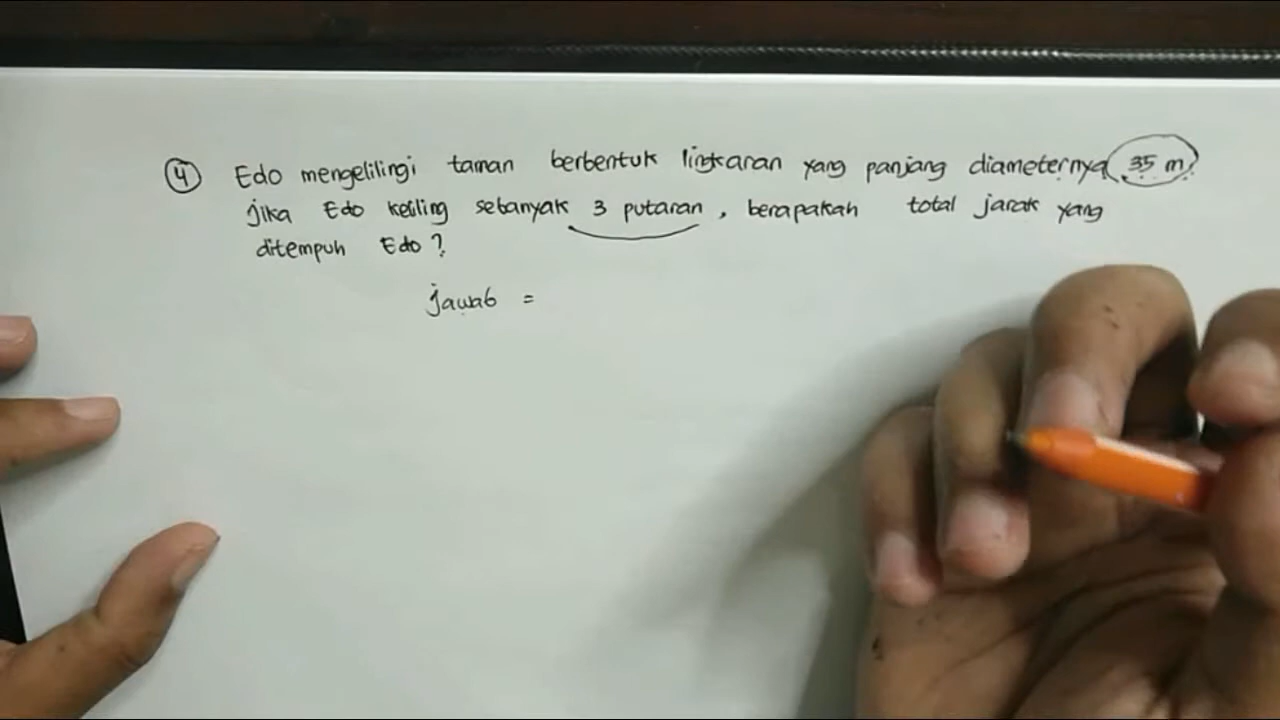 4 Edo mengelilingi taman berbentuk lingkaran yang panjang diameternya 35 m.
jika Edo keliling sebanyak 3 putaran, berapakah total jarak yang
ditempuh Edo?
jawab =